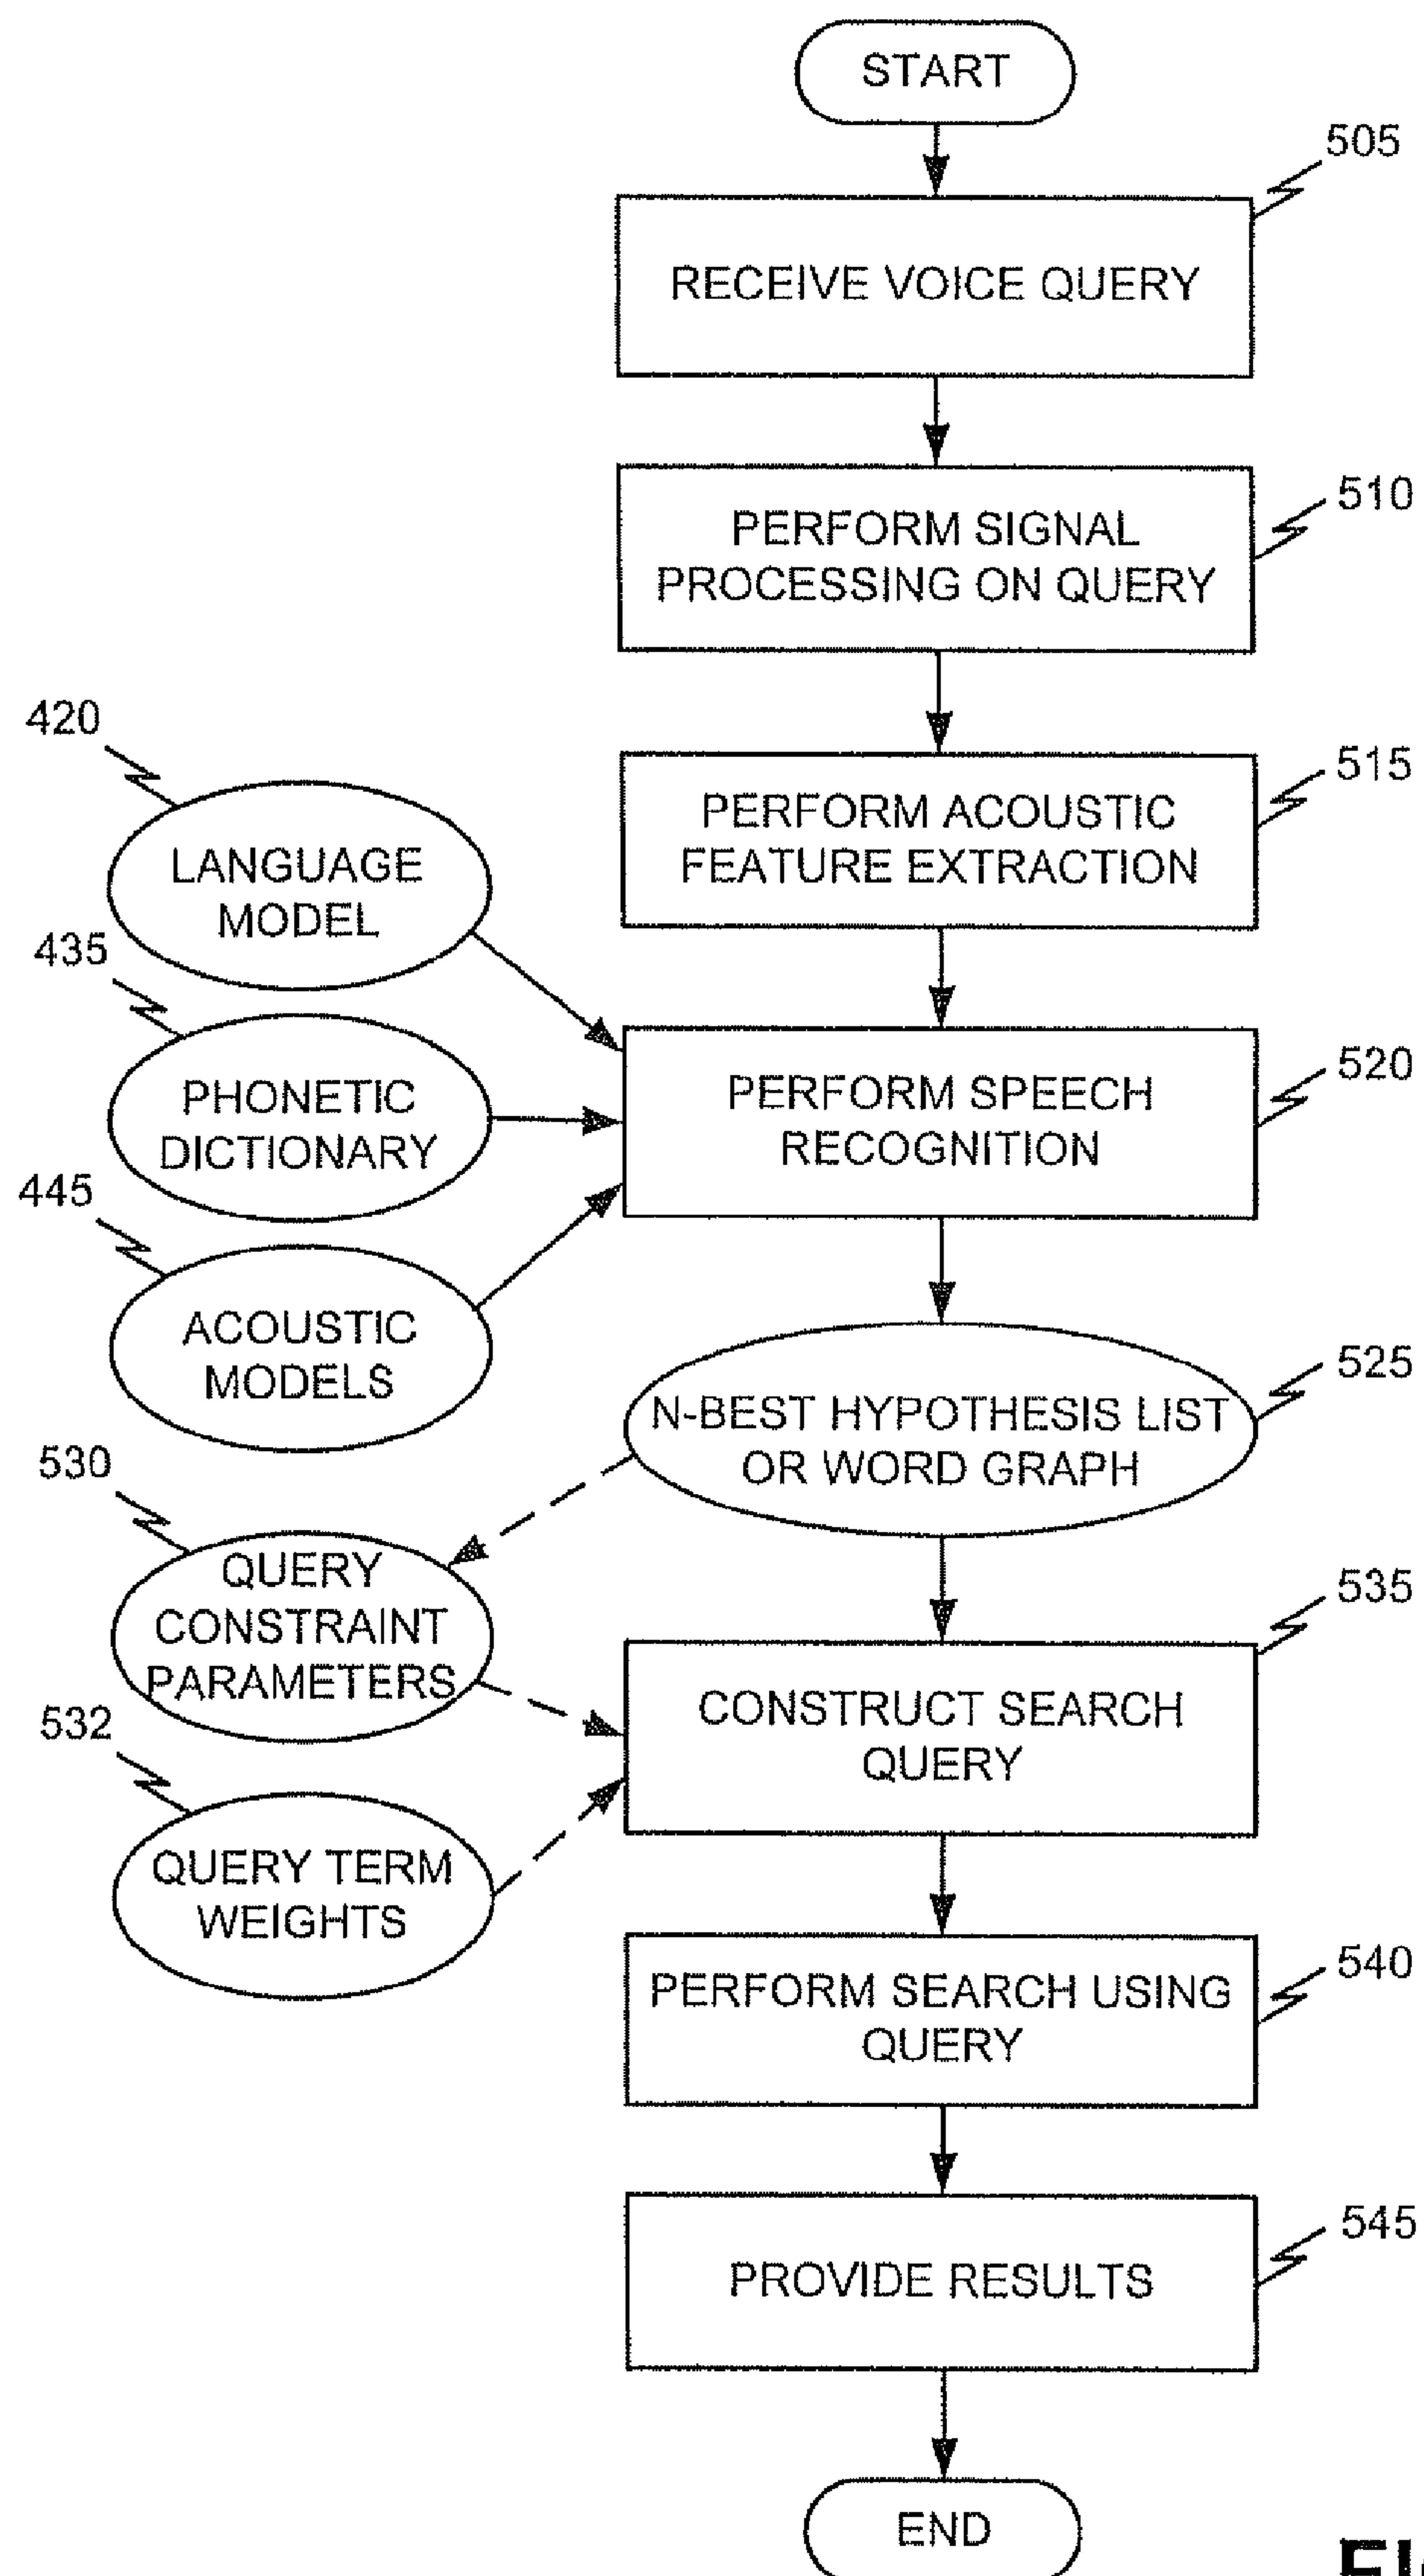 START
505
RECEIVE VOICE QUERY
510
PERFORM SIGNAL
PROCESSING ON QUERY
420
515
PERFORM ACOUSTIC
FEATURE EXTRACTION
LANGUAGE
MODEL
435
520
PERFORM SPEECH
RECOGNITION
PHONETIC
DICTIONARY
445
ACOUSTIC
MODELS
525
N-BEST HYPOTHESIS LIST
OR WORD GRAPH
530
QUERY
CONSTRAINT
PARAMETERS
535
CONSTRUCT SEARCH
QUERY
532
QUERY TERM
WEIGHTS
540
PERFORM SEARCH USING
QUERY
545
PROVIDE RESULTS
END